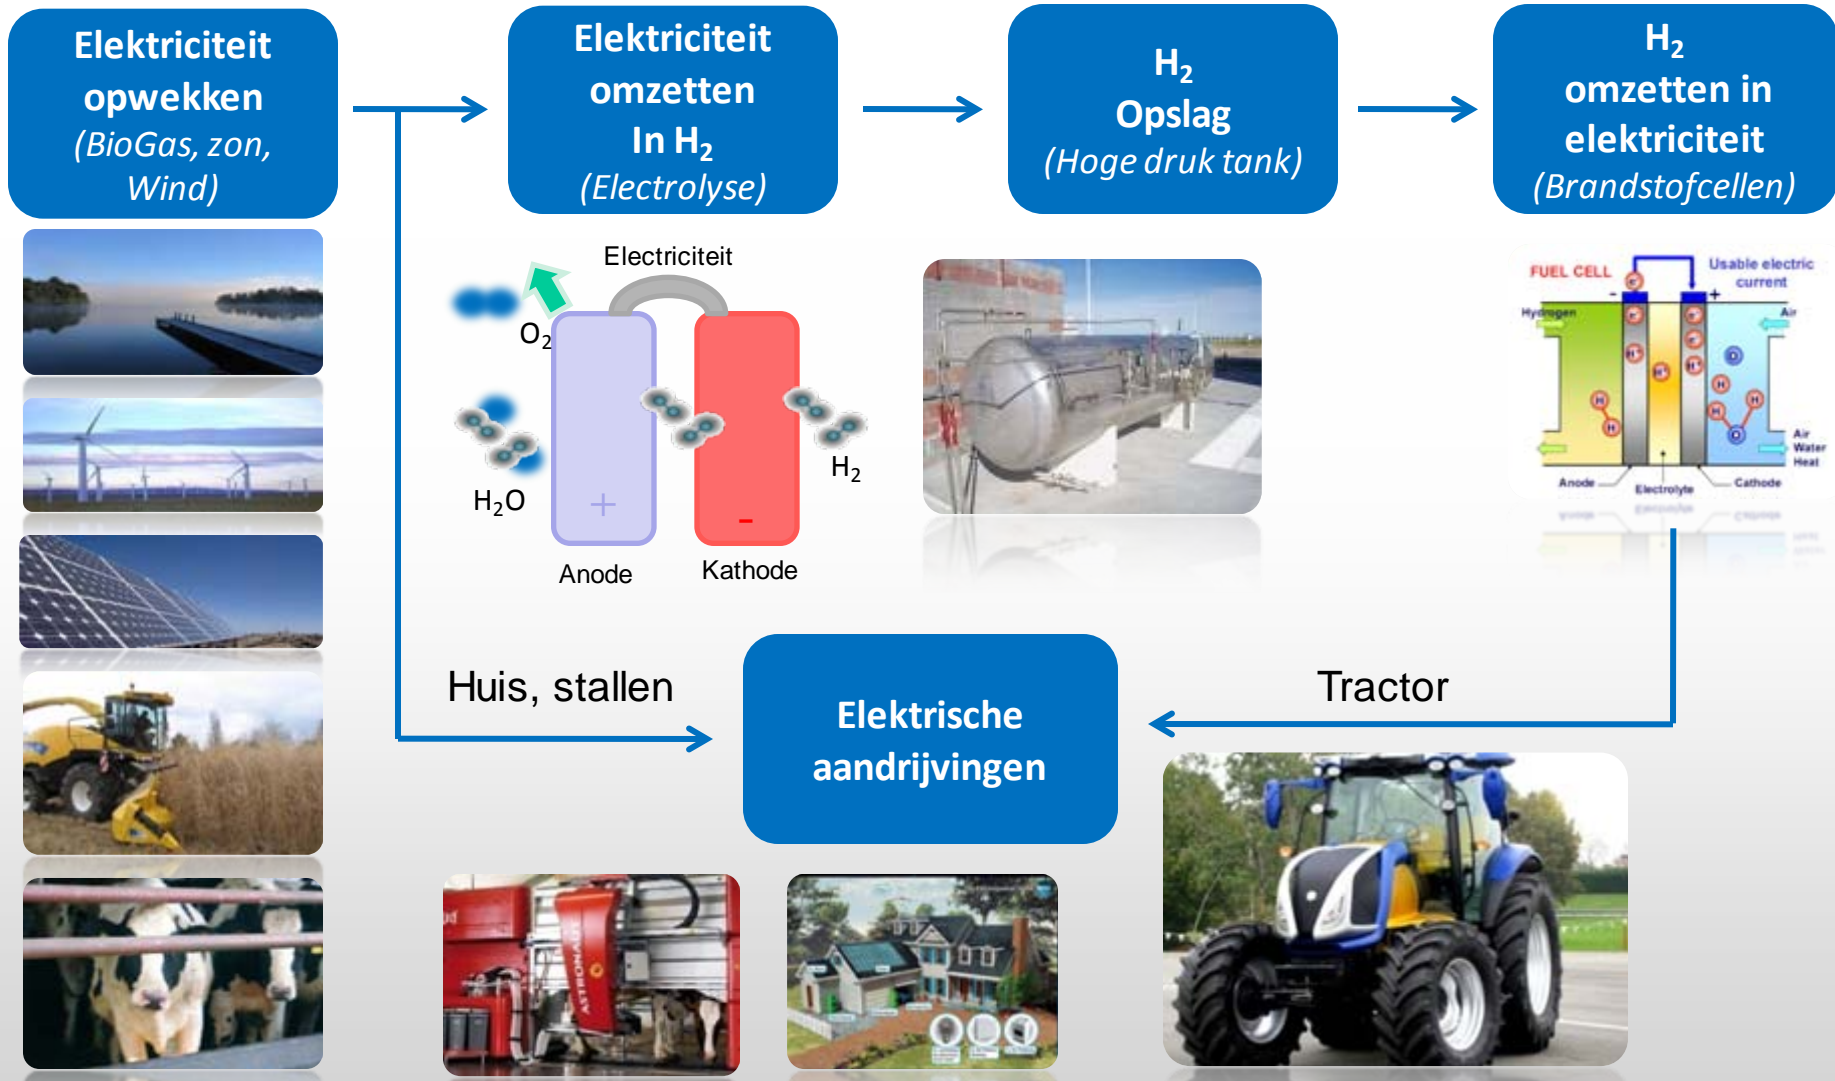 Elektriciteit
opwekken
(BioGas, zon,
Wind)
Elektriciteit
omzetten
In H₂
(Electrolyse)
H₂
Opslag
(Hoge druk tank)
H₂
omzetten in
elektriciteit
(Brandstofcellen)
Electriciteit
O₂
H₂O
H₂
+
-
Anode
Kathode
FUEL CELL
Usable electric
current
-
+
Hydrogen
Air
e⁻
e⁻
e⁻
e⁻
H⁺
H⁺
H⁺
O
H
H
H
H
H
O
Air
Water
Heat
Anode
Electrolyte
Cathode
Huis, stallen
Elektrische
aandrijvingen
Tractor
ASTRONAUT